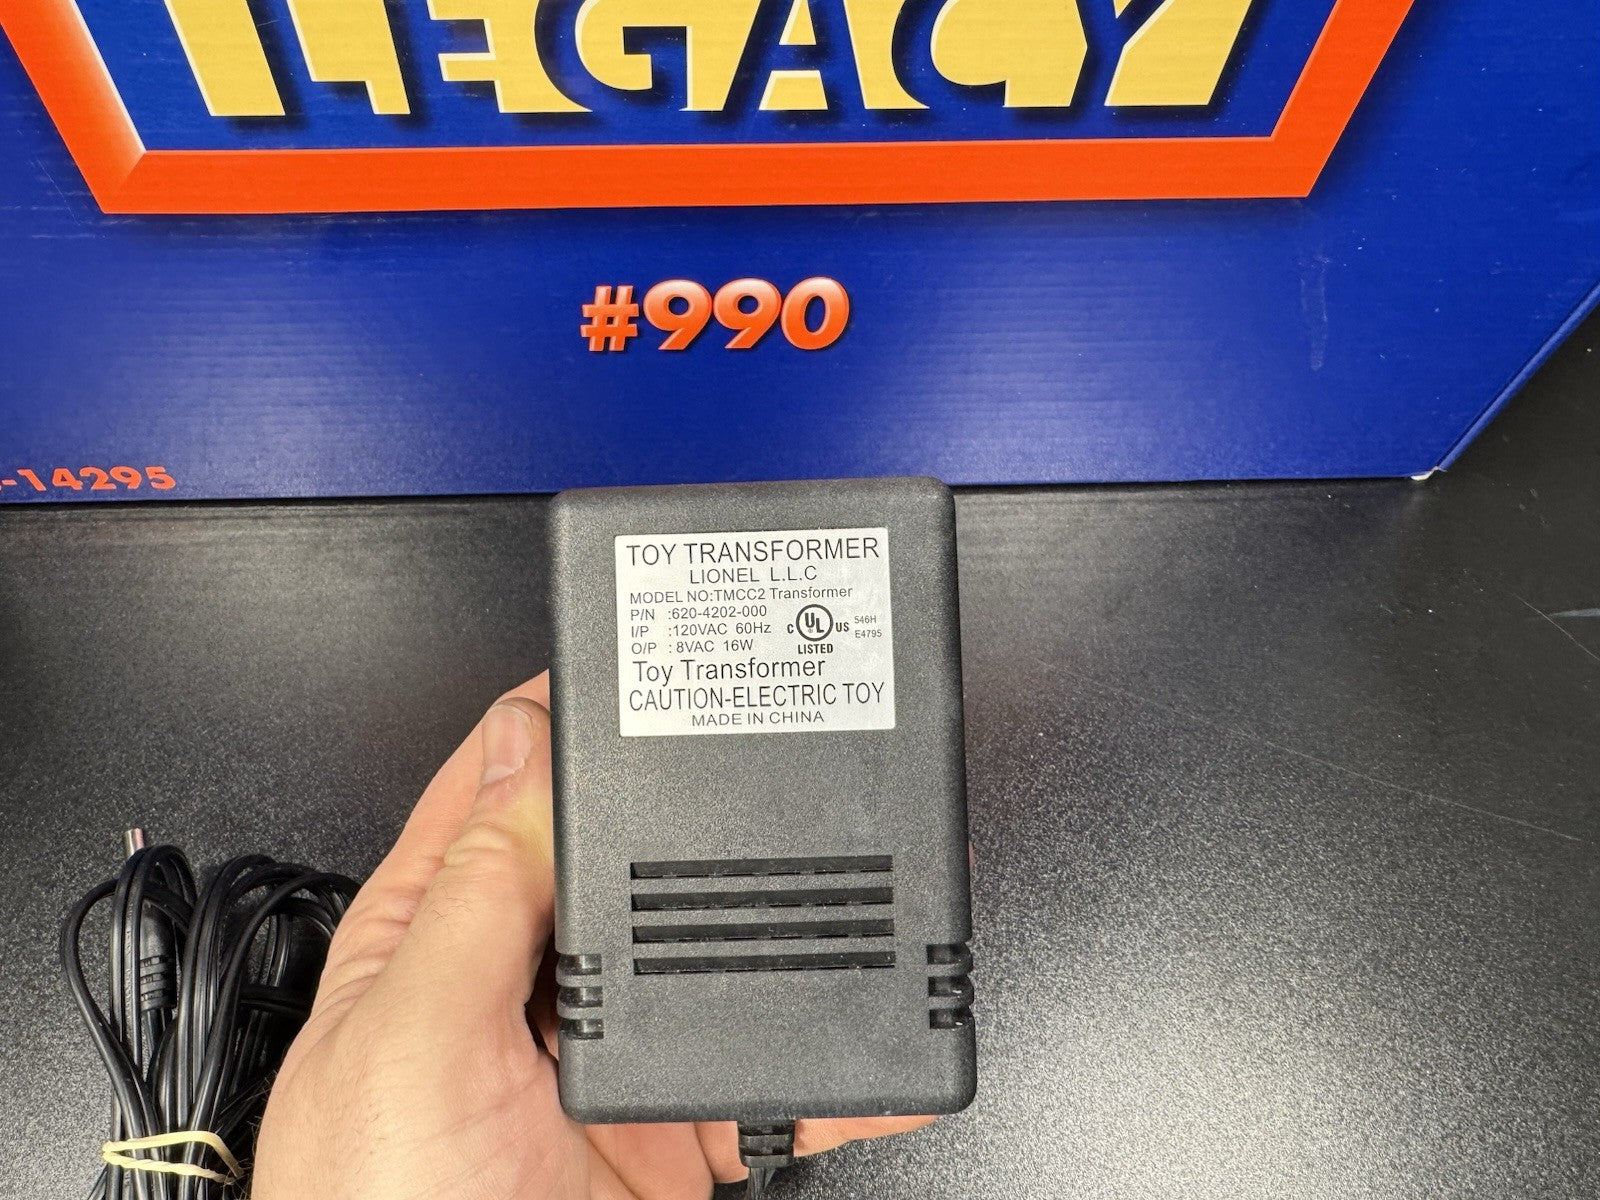 LEGACY
#990
-14295
TOY TRANSFORMER
LIONEL L.L.C
MODEL NO:TMCC2 Transformer
P/N :620-4202-000
I/P :120VAC 60Hz
O/P :8VAC 16W
C UL US
LISTED
546H
E4795
Toy Transformer
CAUTION-ELECTRIC TOY
MADE IN CHINA